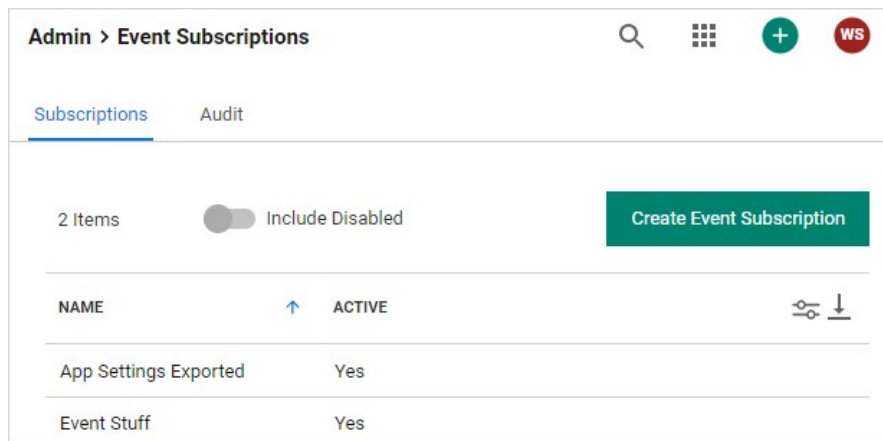 Admin > Event Subscriptions
WS
Subscriptions Audit
2 Items Include Disabled Create Event Subscription
NAME ACTIVE
App Settings Exported Yes
Event Stuff Yes